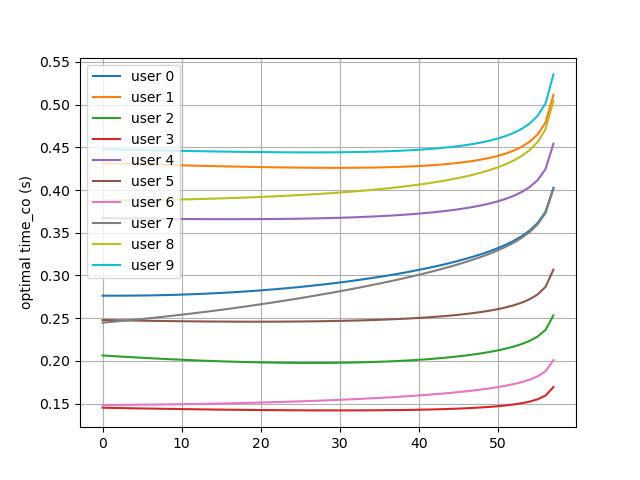 optimal time_co (s)
0.55
0.50
0.45
0.40
0.35
0.30
0.25
0.20
0.15
user 0
user 1
user 2
user 3
user 4
user 5
user 6
user 7
user 8
user 9
0 10 20 30 40 50